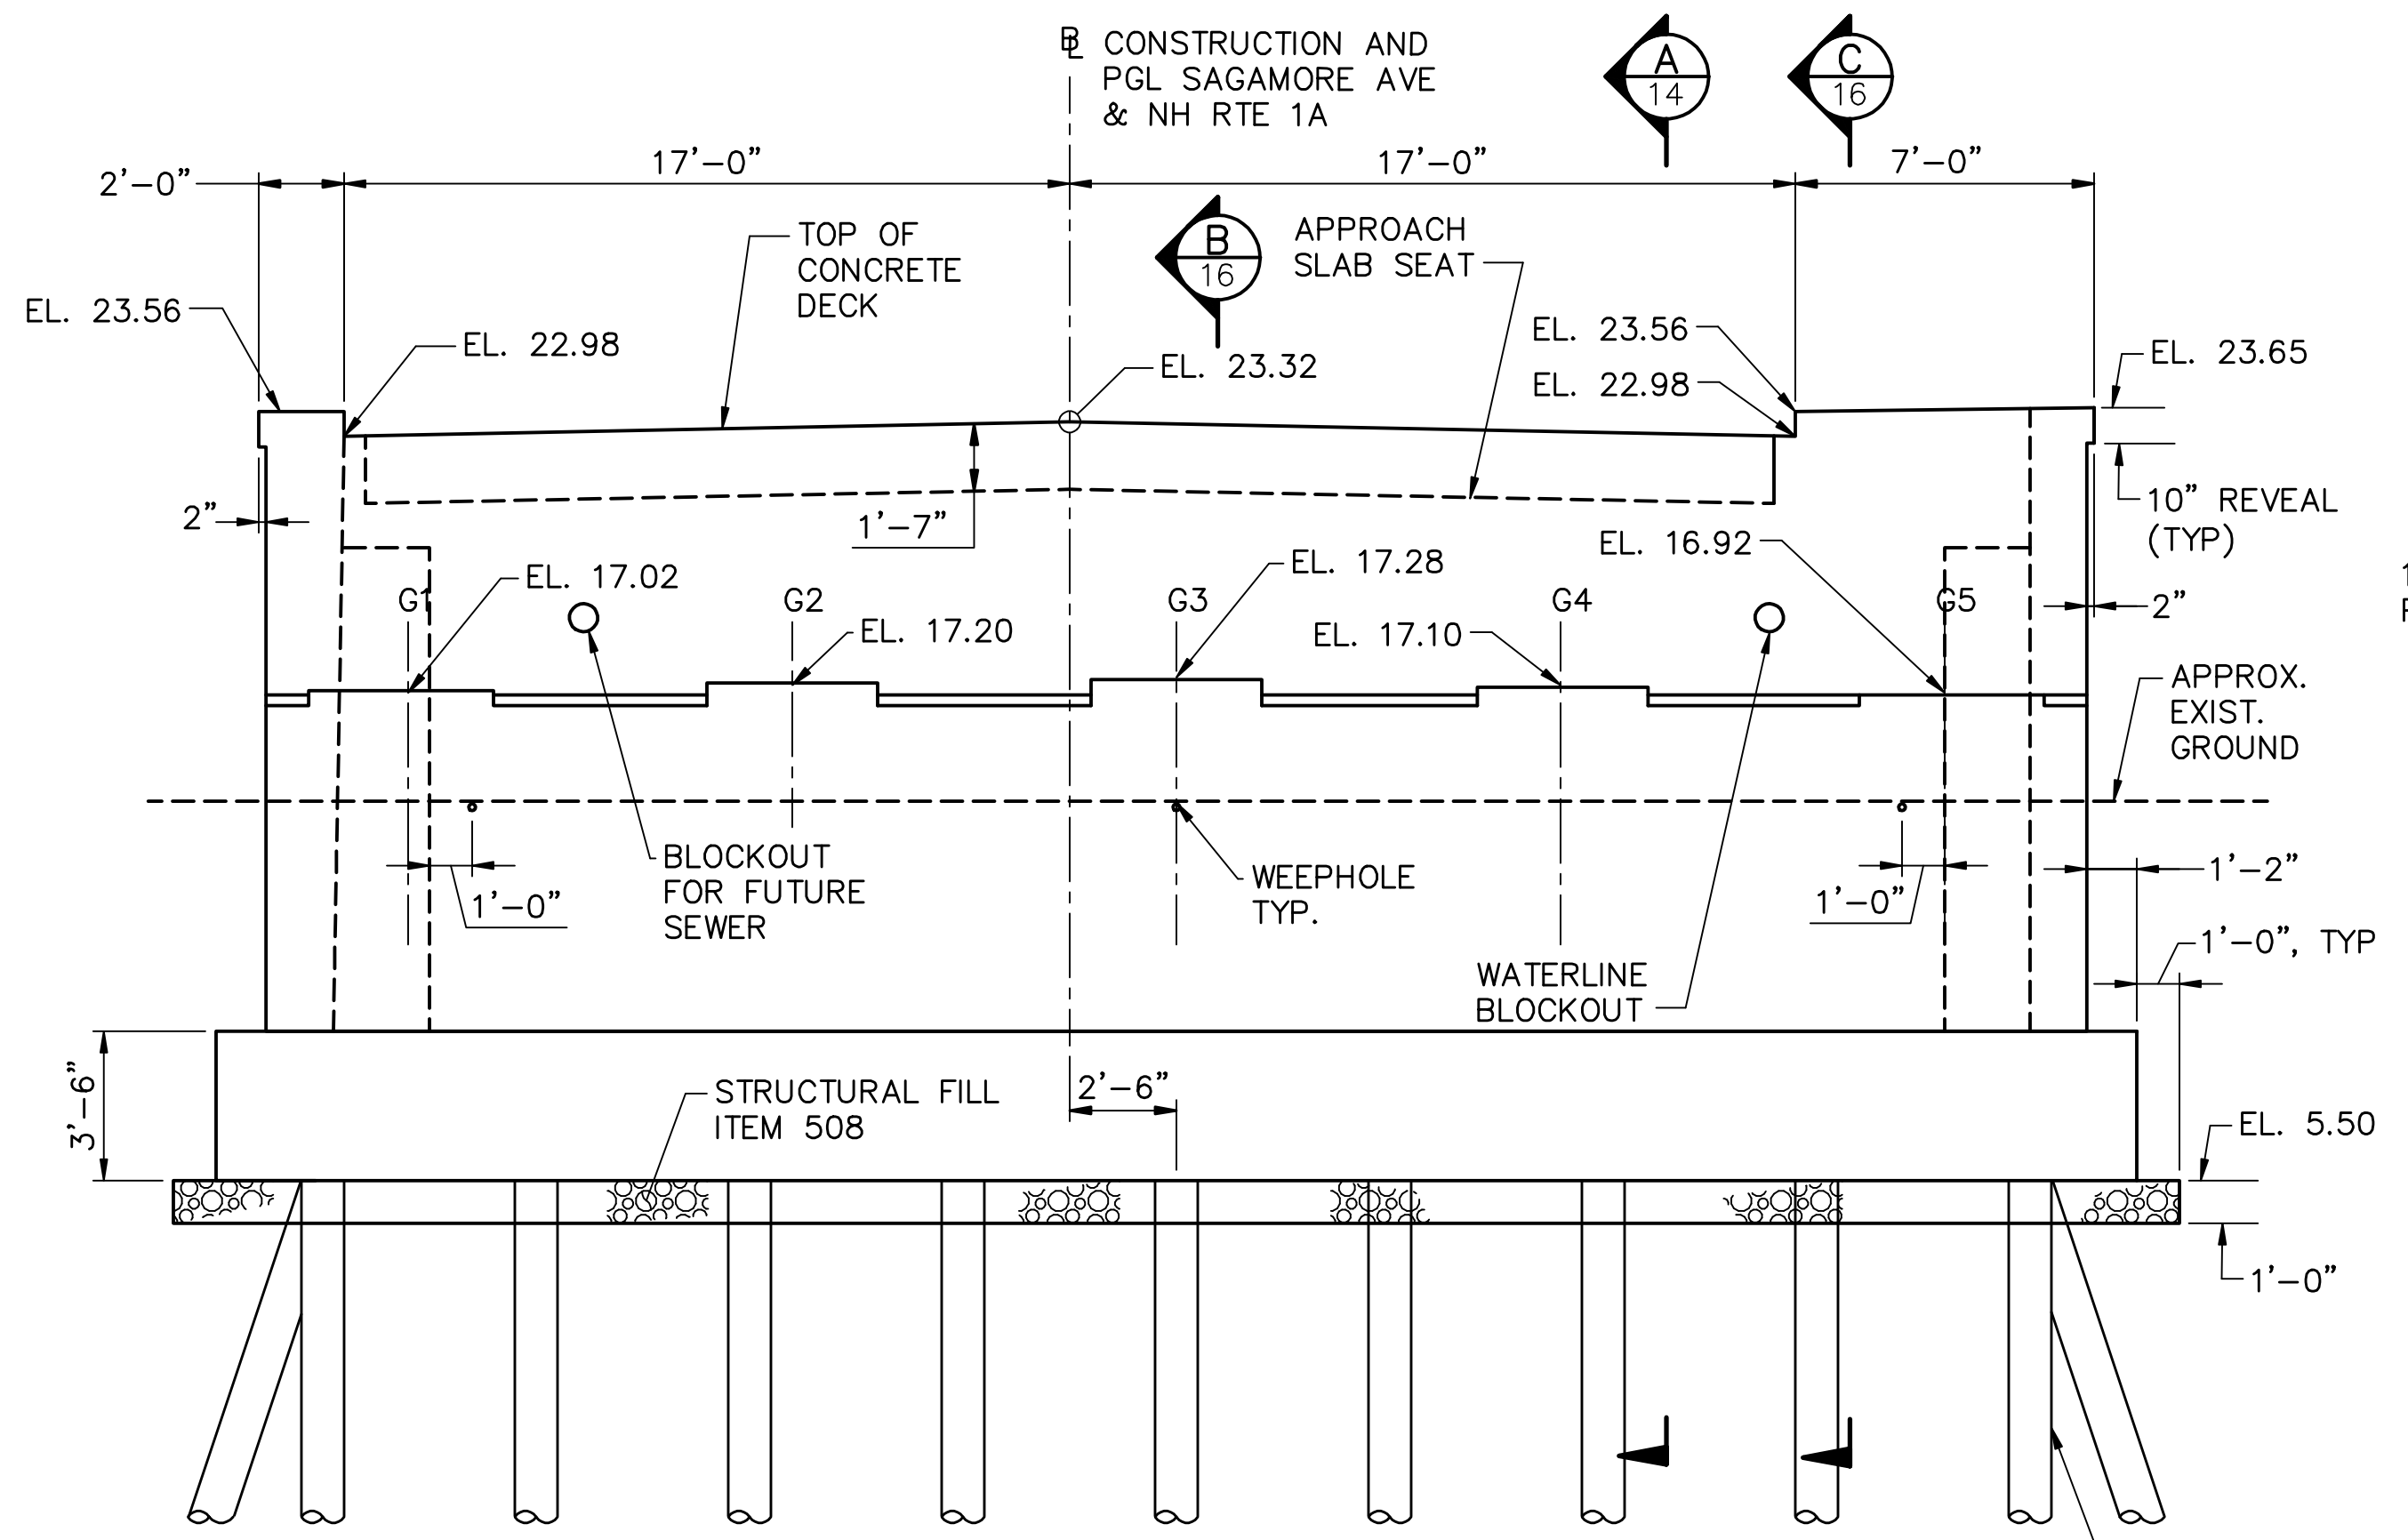 ℄ CONSTRUCTION AND
PGL SAGAMORE AVE
& NH RTE 1A
A
14
C
16
2'-0"
17'-0"
17'-0"
7'-0"
TOP OF
CONCRETE
DECK
B
16
APPROACH
SLAB SEAT
EL. 23.56
EL. 22.98
EL. 23.32
EL. 23.56
EL. 22.98
EL. 23.65
2"
1'-7"
10" REVEAL
(TYP)
EL. 16.92
EL. 17.02
EL. 17.28
G1
G2
G3
G4
G5
2"
EL. 17.20
EL. 17.10
APPROX.
EXIST.
GROUND
BLOCKOUT
FOR FUTURE
SEWER
WEEPHOLE
TYP.
1'-0"
1'-0"
1'-2"
1'-0", TYP
WATERLINE
BLOCKOUT
3'-6"
STRUCTURAL FILL
ITEM 508
2'-6"
EL. 5.50
1'-0"